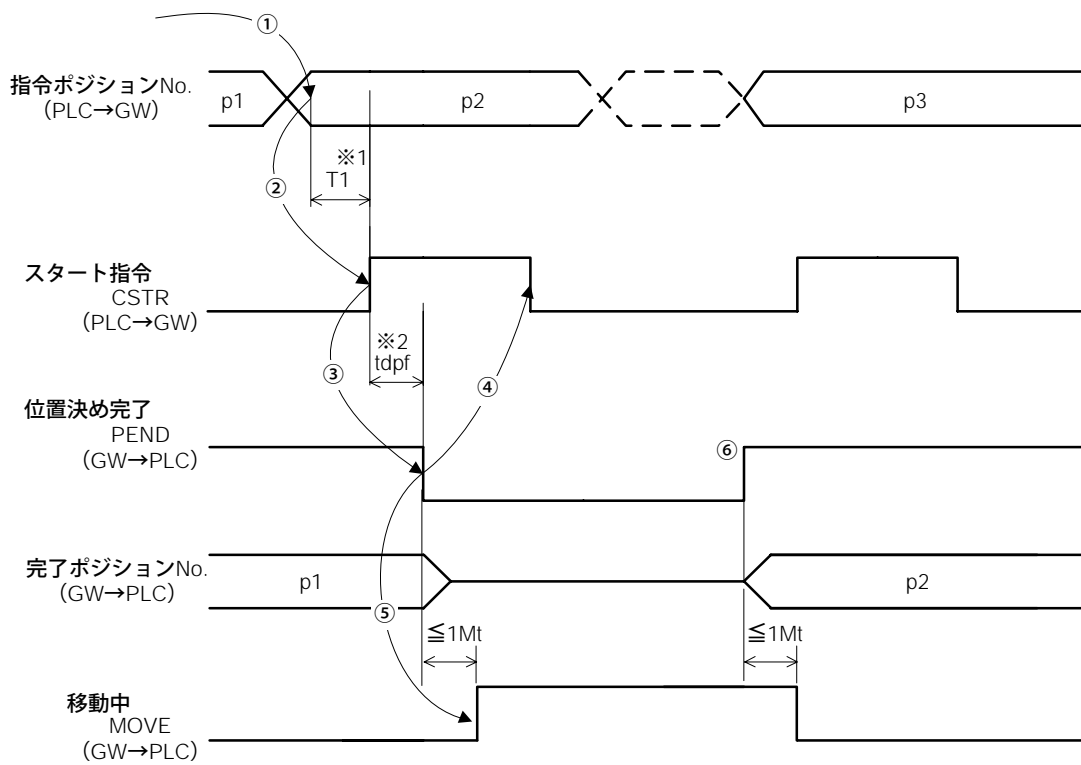 ①
指令ポジションNo.
（PLC→GW）
p1
p2
p3
※1
T1
②
スタート指令
CSTR
（PLC→GW）
※2
tdpf
③
④
位置決め完了
PEND
（GW→PLC）
⑥
完了ポジションNo.
（GW→PLC）
p1
p2
⑤
≦1Mt
≦1Mt
移動中
MOVE
（GW→PLC）